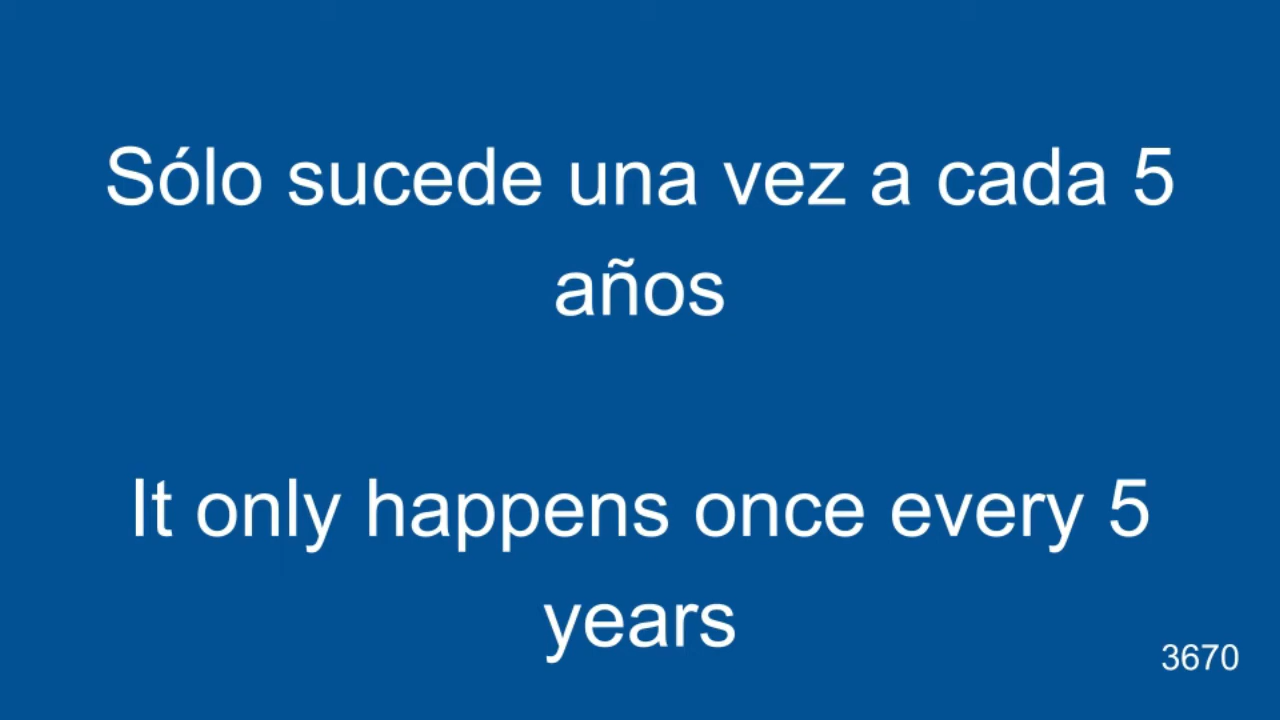 Sólo sucede una vez a cada 5
años
It only happens once every 5
years
3670